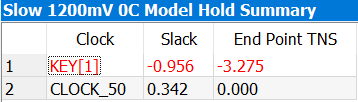 Slow 1200mV 0C Model Hold Summary
Clock Slack End Point TNS
1 KEY[1] -0.956 -3.275
2 CLOCK_50 0.342 0.000